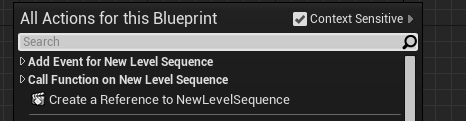 All Actions for this Blueprint
Context Sensitive
Search
Add Event for New Level Sequence
Call Function on New Level Sequence
Create a Reference to NewLevelSequence